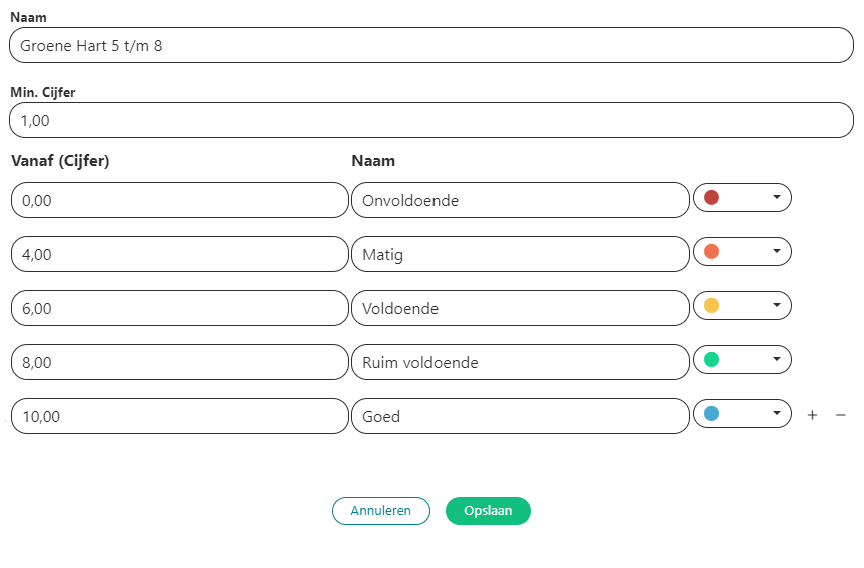 Naam
Groene Hart 5 t/m 8
Min. Cijfer
1,00
Vanaf (Cijfer) Naam
0,00 Onvoldoende
4,00 Matig
6,00 Voldoende
8,00 Ruim voldoende
10,00 Goed + −
Annuleren Opslaan